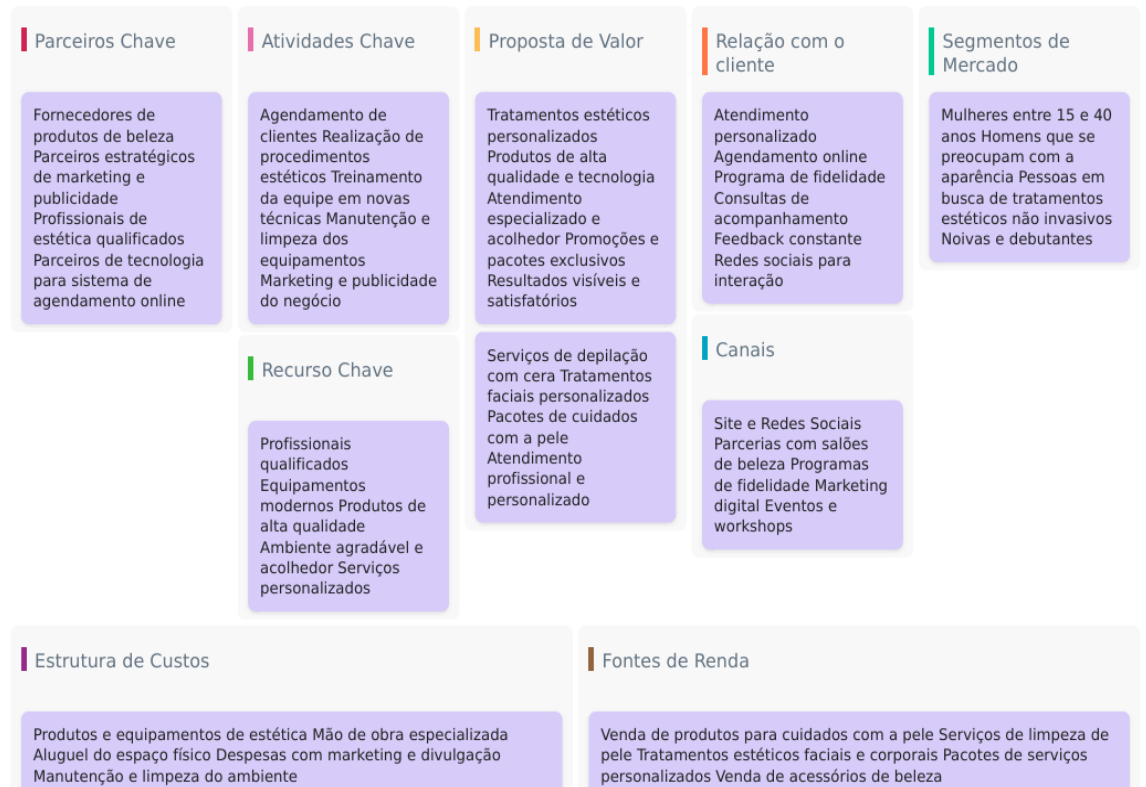 Parceiros Chave
Fornecedores de
produtos de beleza
Parceiros estratégicos
de marketing e
publicidade
Profissionais de
estética qualificados
Parceiros de tecnologia
para sistema de
agendamento online
Atividades Chave
Agendamento de
clientes Realização de
procedimentos
estéticos Treinamento
da equipe em novas
técnicas Manutenção e
limpeza dos
equipamentos
Marketing e publicidade
do negócio
Recurso Chave
Profissionais
qualificados
Equipamentos
modernos Produtos de
alta qualidade
Ambiente agradável e
acolhedor Serviços
personalizados
Proposta de Valor
Tratamentos estéticos
personalizados
Produtos de alta
qualidade e tecnologia
Atendimento
especializado e
acolhedor Promoções e
pacotes exclusivos
Resultados visíveis e
satisfatórios
Serviços de depilação
com cera Tratamentos
faciais personalizados
Pacotes de cuidados
com a pele
Atendimento
profissional e
personalizado
Relação com o
cliente
Atendimento
personalizado
Agendamento online
Programa de fidelidade
Consultas de
acompanhamento
Feedback constante
Redes sociais para
interação
Canais
Site e Redes Sociais
Parcerias com salões
de beleza Programas
de fidelidade Marketing
digital Eventos e
workshops
Segmentos de
Mercado
Mulheres entre 15 e 40
anos Homens que se
preocupam com a
aparência Pessoas em
busca de tratamentos
estéticos não invasivos
Noivas e debutantes
Estrutura de Custos
Produtos e equipamentos de estética Mão de obra especializada
Aluguel do espaço físico Despesas com marketing e divulgação
Manutenção e limpeza do ambiente
Fontes de Renda
Venda de produtos para cuidados com a pele Serviços de limpeza de
pele Tratamentos estéticos faciais e corporais Pacotes de serviços
personalizados Venda de acessórios de beleza